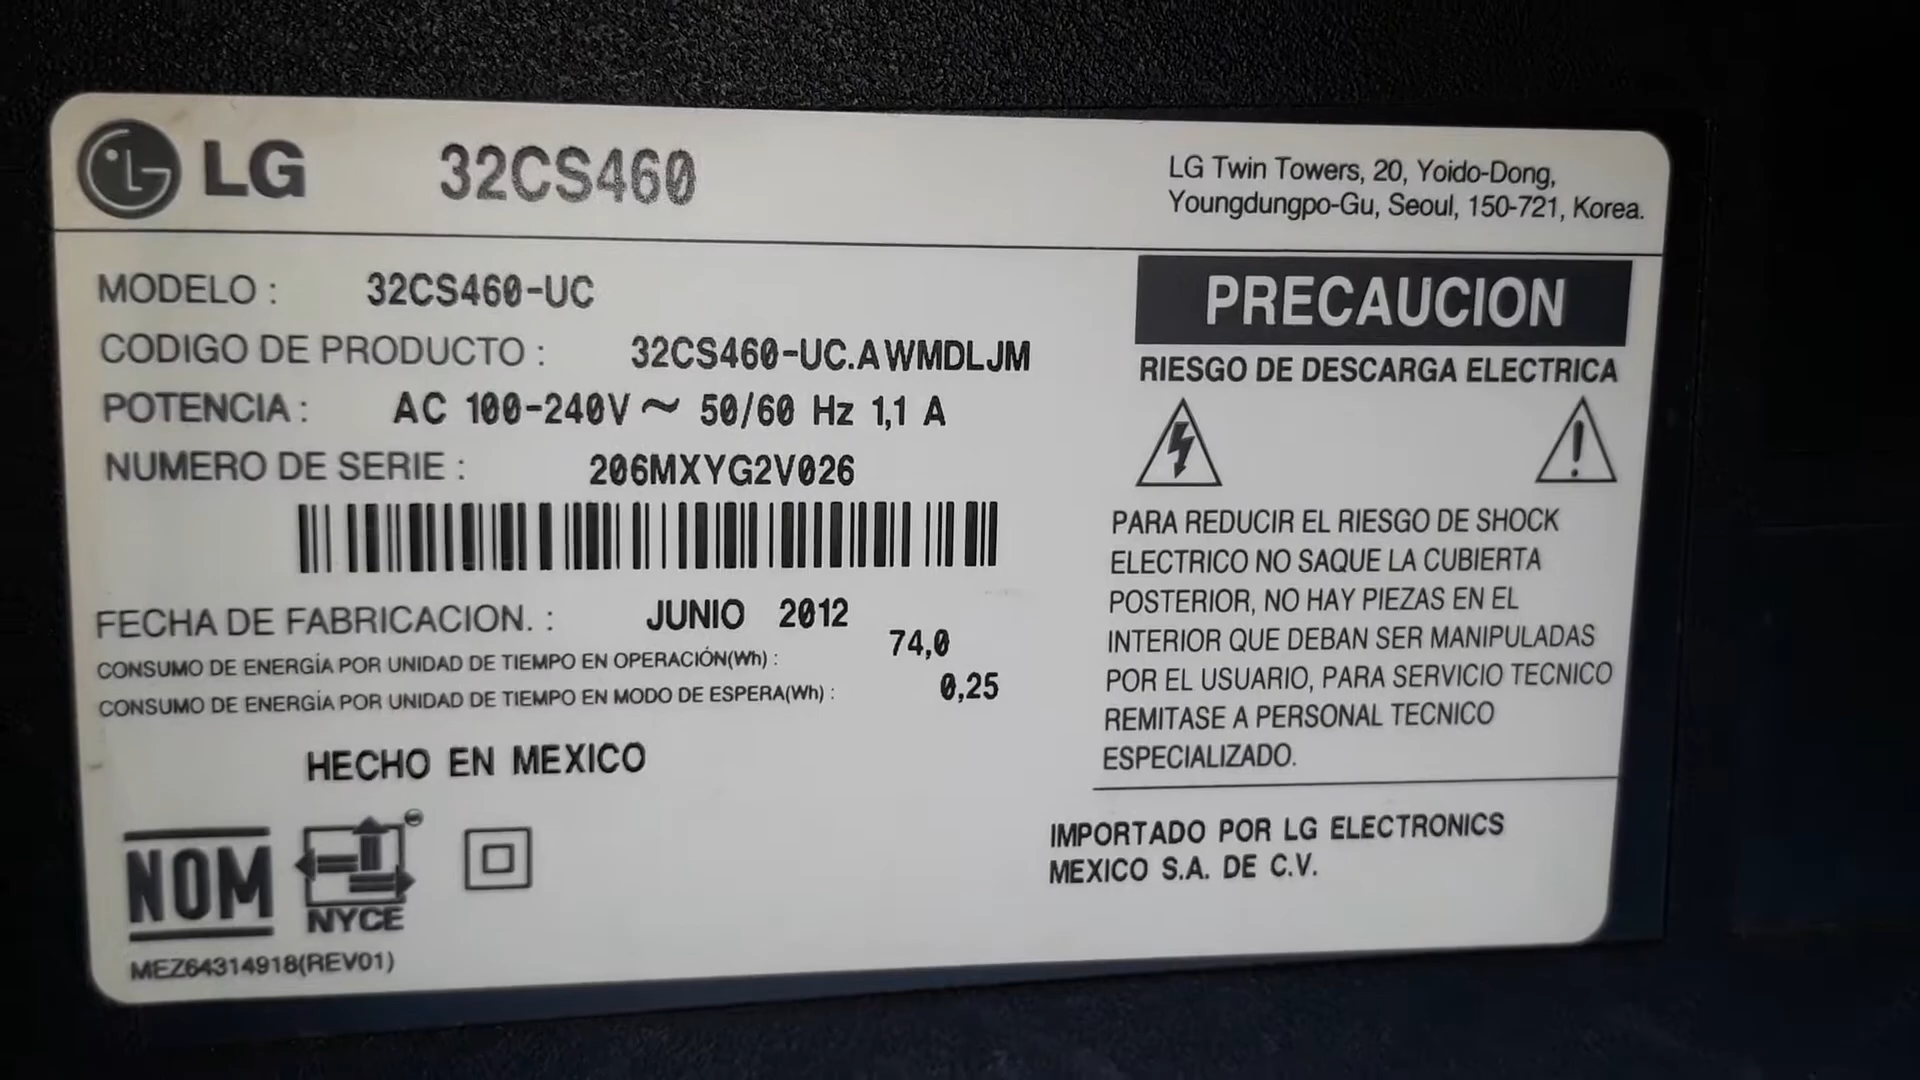 LG 32CS460
LG Twin Towers, 20, Yoido-Dong,
Youngdungpo-Gu, Seoul, 150-721, Korea.
MODELO : 32CS460-UC
CODIGO DE PRODUCTO : 32CS460-UC.AWMDLJM
POTENCIA : AC 100-240V ~ 50/60 Hz 1,1 A
NUMERO DE SERIE : 206MXYG2V026
FECHA DE FABRICACION. : JUNIO 2012
CONSUMO DE ENERGÍA POR UNIDAD DE TIEMPO EN OPERACIÓN(Wh) : 74,0
CONSUMO DE ENERGÍA POR UNIDAD DE TIEMPO EN MODO DE ESPERA(Wh) : 0,25
HECHO EN MEXICO
NOM
NYCE
MEZ64314918(REV01)
PRECAUCION
RIESGO DE DESCARGA ELECTRICA
PARA REDUCIR EL RIESGO DE SHOCK
ELECTRICO NO SAQUE LA CUBIERTA
POSTERIOR, NO HAY PIEZAS EN EL
INTERIOR QUE DEBAN SER MANIPULADAS
POR EL USUARIO, PARA SERVICIO TECNICO
REMITASE A PERSONAL TECNICO
ESPECIALIZADO.
IMPORTADO POR LG ELECTRONICS
MEXICO S.A. DE C.V.